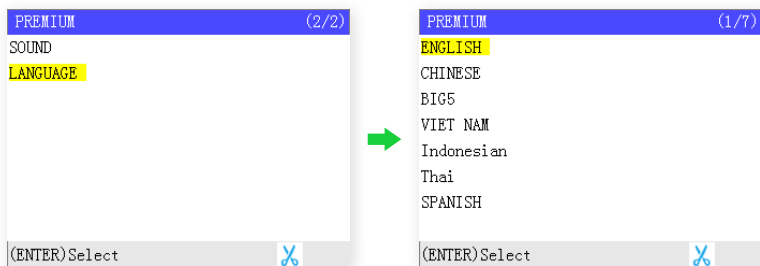 PREMIUM (2/2)
SOUND
LANGUAGE
(ENTER)Select
PREMIUM (1/7)
ENGLISH
CHINESE
BIG5
VIET NAM
Indonesian
Thai
SPANISH
(ENTER)Select